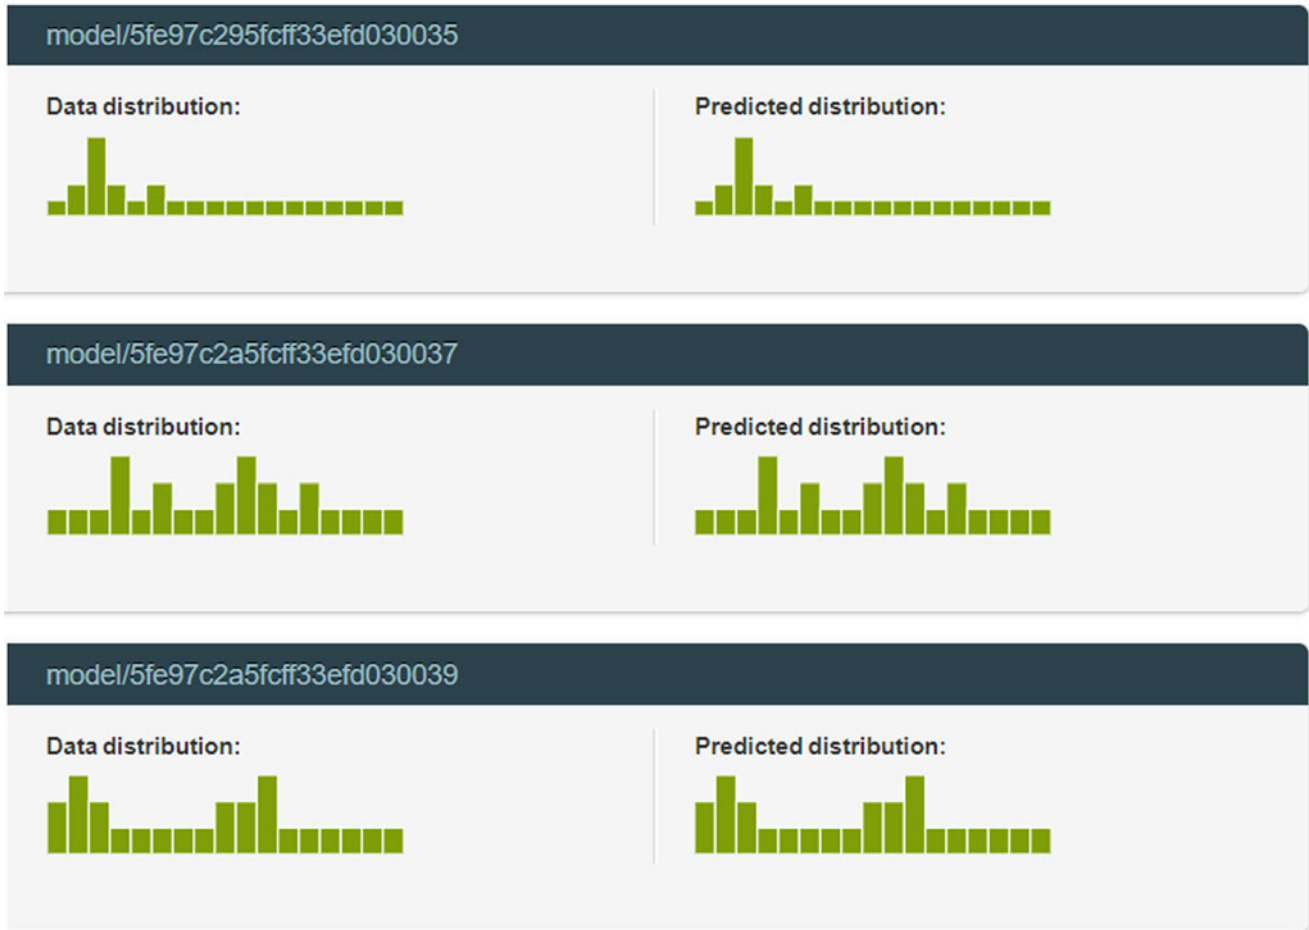 model/5fe97c295fcff33efd030035
Data distribution:
Predicted distribution:
model/5fe97c2a5fcff33efd030037
Data distribution:
Predicted distribution:
model/5fe97c2a5fcff33efd030039
Data distribution:
Predicted distribution: